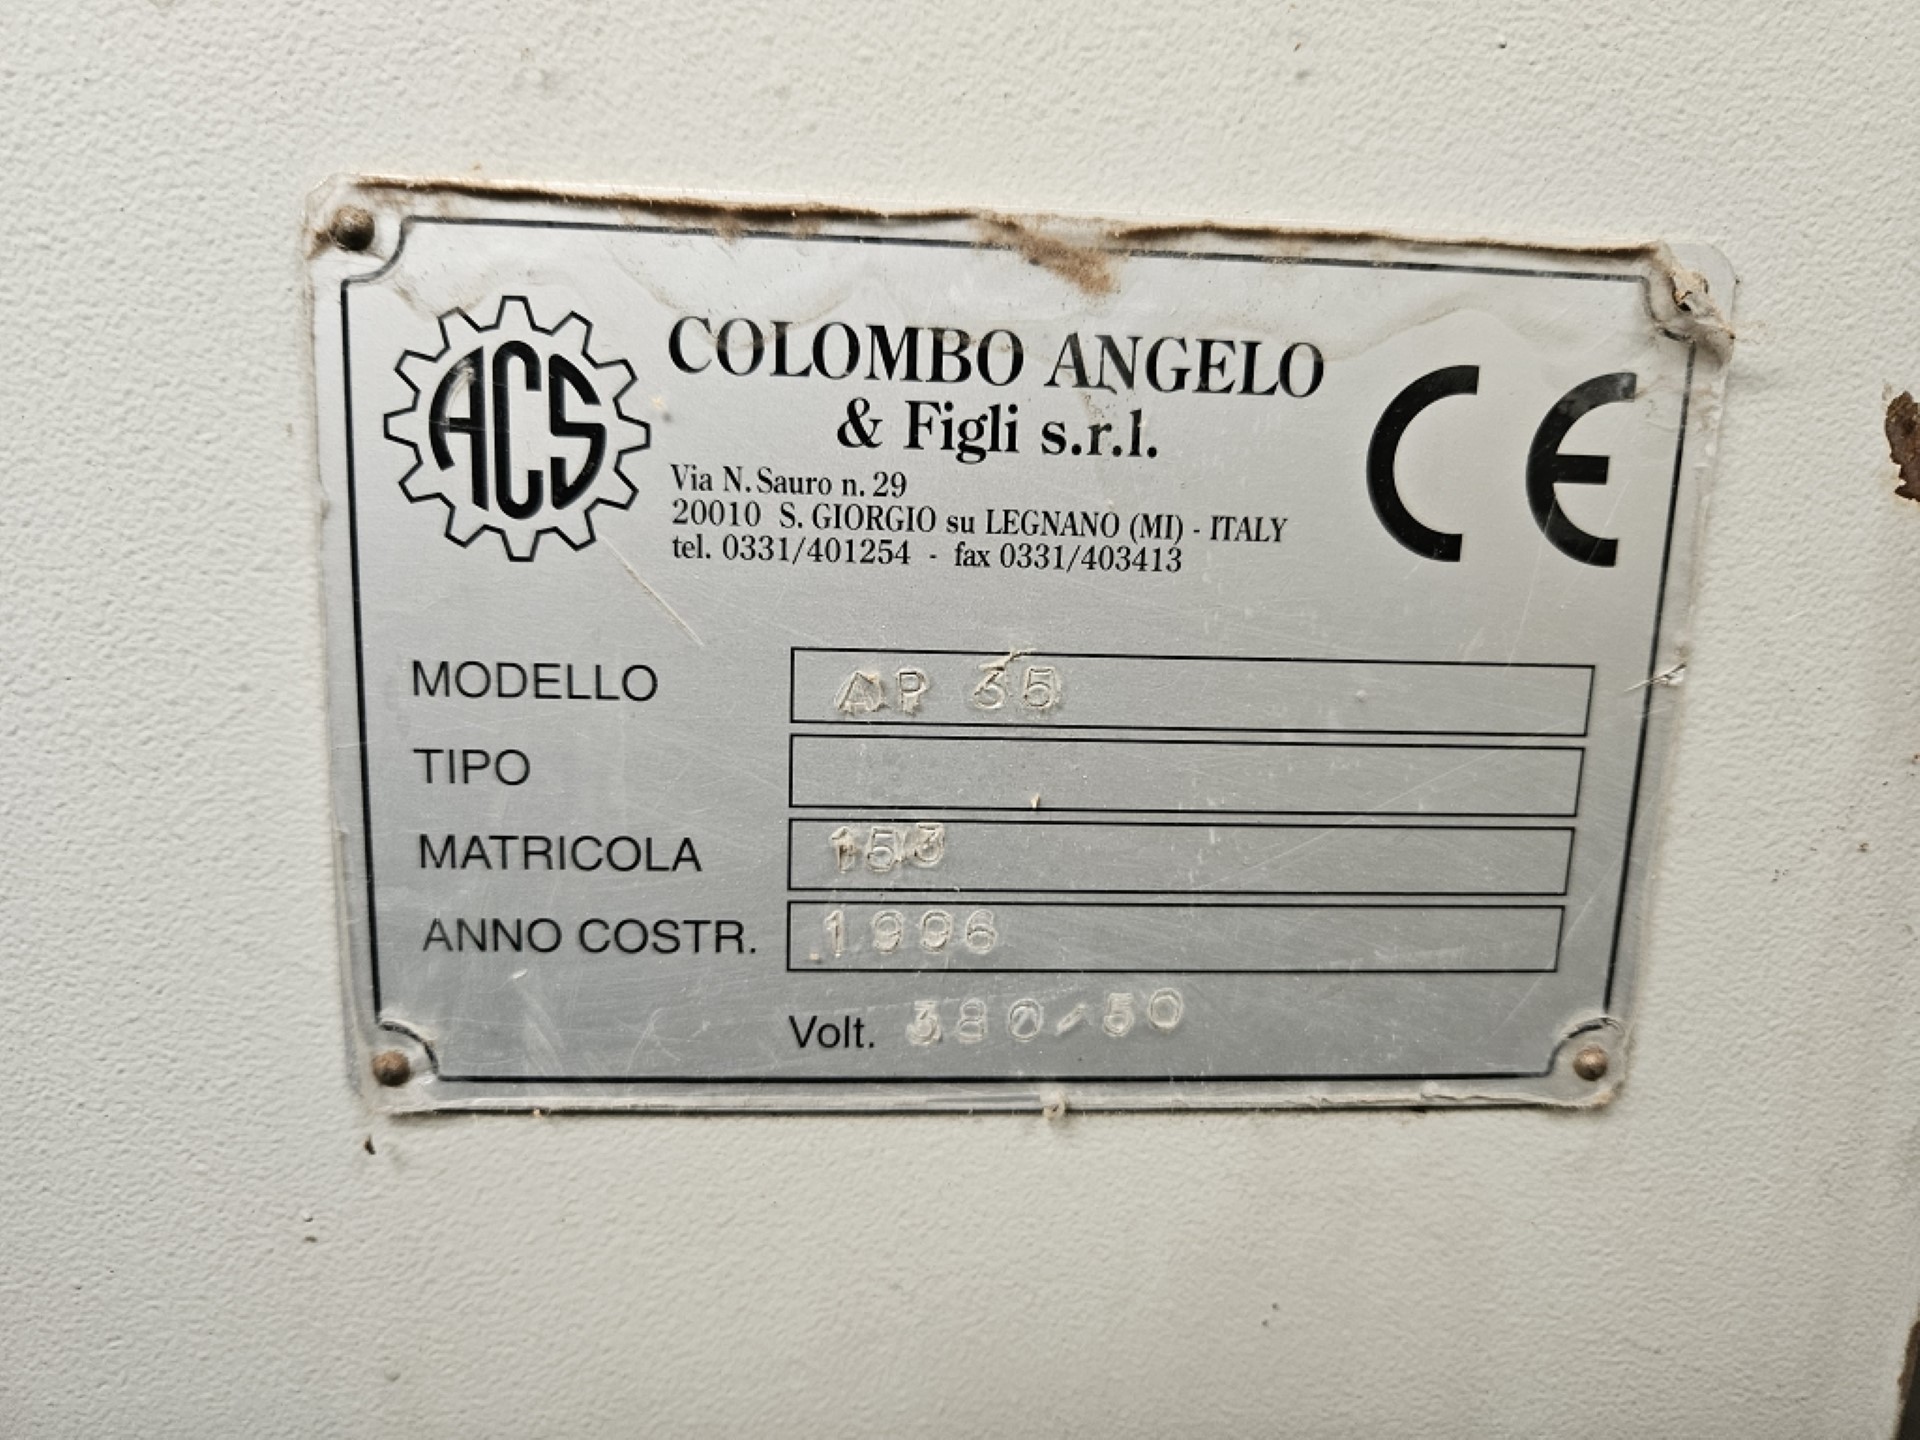 ACS
COLOMBO ANGELO
& Figli s.r.l.
Via N. Sauro n. 29
20010 S. GIORGIO su LEGNANO (MI) - ITALY
tel. 0331/401254 - fax 0331/403413
CE
MODELLO AP 35
TIPO
MATRICOLA 153
ANNO COSTR. 1996
Volt. 380/50